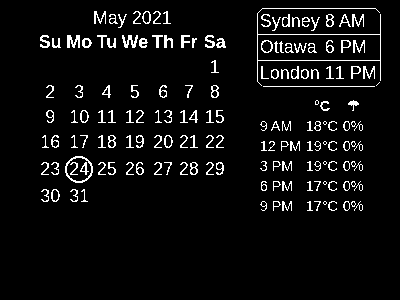 May 2021
Su Mo Tu We Th Fr Sa
1
2 3 4 5 6 7 8
9 10 11 12 13 14 15
16 17 18 19 20 21 22
23 24 25 26 27 28 29
30 31
Sydney 8 AM
Ottawa 6 PM
London 11 PM
°C ☂
9 AM 18°C 0%
12 PM 19°C 0%
3 PM 19°C 0%
6 PM 17°C 0%
9 PM 17°C 0%